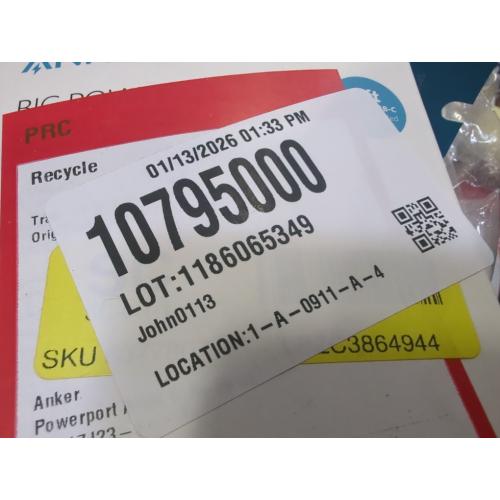 PRC
Recycle
01/13/2026 01:33 PM
10795000
LOT:1186065349
John0113
LOCATION:1-A-0911-A-4
SKU
C3864944
Anker
Powerport